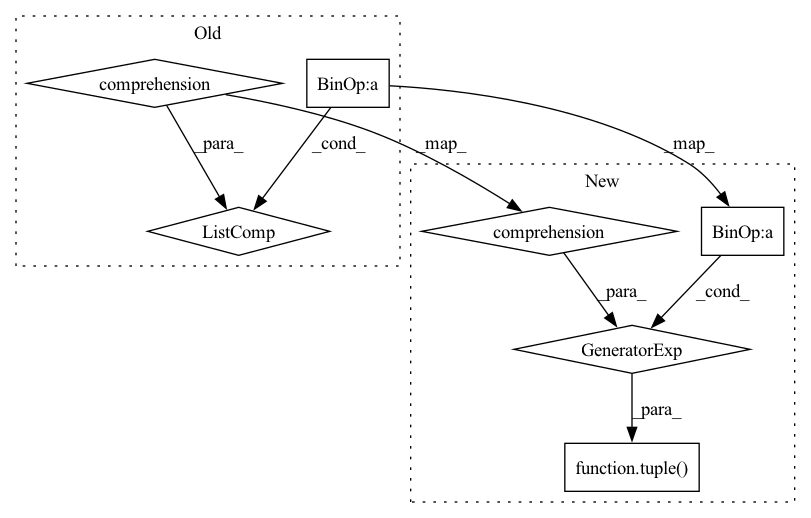 Old
comprehension
BinOp:a
_para_
_cond_
_map_
_map_
ListComp
New
comprehension
BinOp:a
_para_
_cond_
GeneratorExp
_para_
function.tuple()